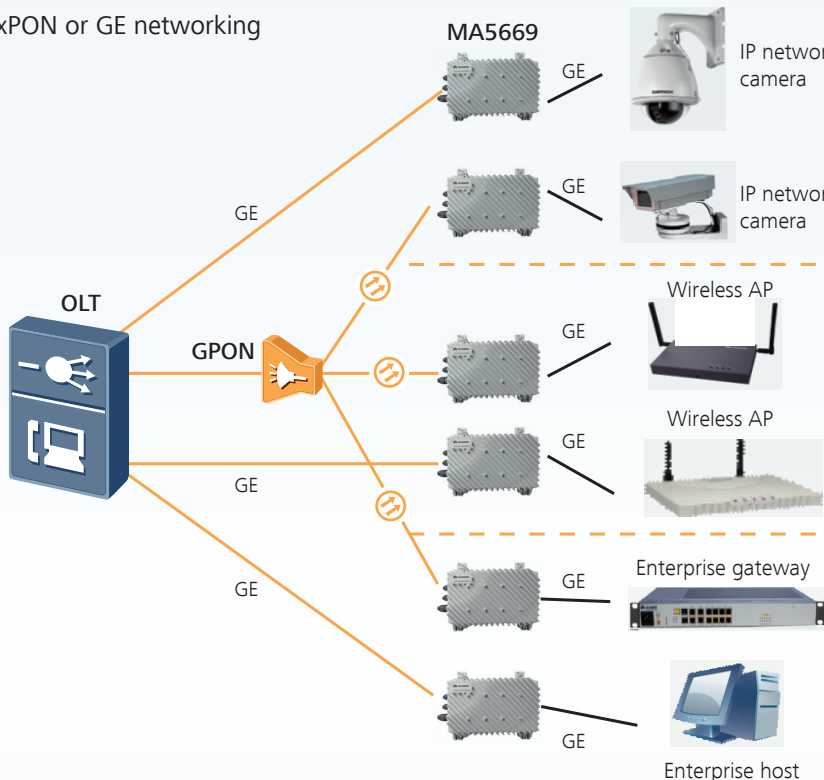 xPON or GE networking
MA5669
GE
IP networ
camera
GE
IP networ
camera
GE
OLT
GPON
Wireless AP
GE
Wireless AP
GE
GE
Enterprise gateway
GE
GE
GE
Enterprise host